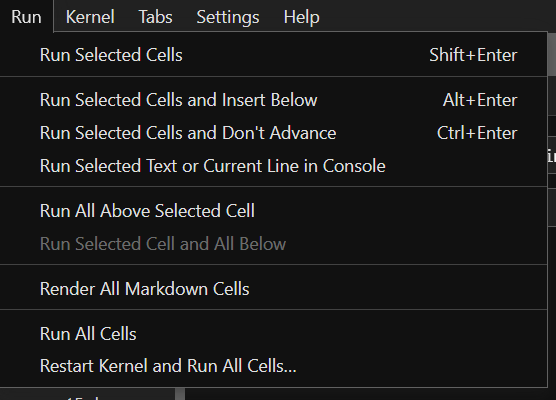 Run Kernel Tabs Settings Help
Run Selected Cells Shift+Enter
Run Selected Cells and Insert Below Alt+Enter
Run Selected Cells and Don't Advance Ctrl+Enter
Run Selected Text or Current Line in Console
Run All Above Selected Cell
Run Selected Cell and All Below
Render All Markdown Cells
Run All Cells
Restart Kernel and Run All Cells...